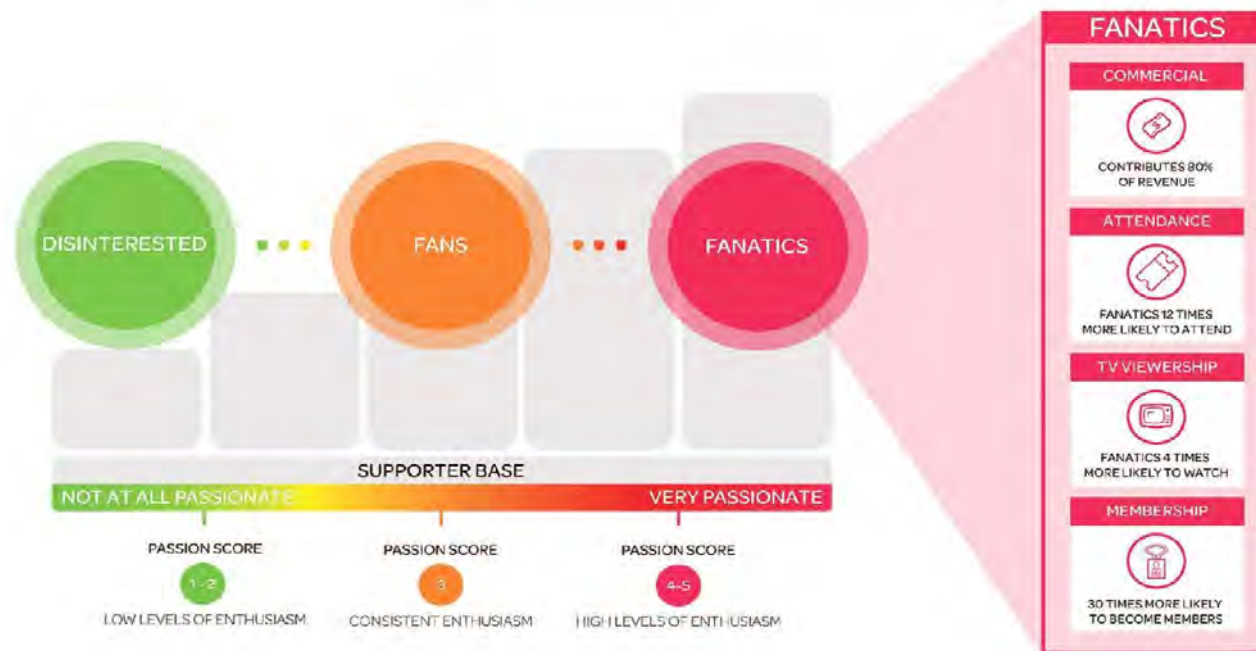 DISINTERESTED
FANS
FANATICS
SUPPORTER BASE
NOT AT ALL PASSIONATE
VERY PASSIONATE
PASSION SCORE
1-2
LOW LEVELS OF ENTHUSIASM
PASSION SCORE
3
CONSISTENT ENTHUSIASM
PASSION SCORE
4-5
HIGH LEVELS OF ENTHUSIASM
FANATICS
COMMERCIAL
CONTRIBUTES 80%
OF REVENUE
ATTENDANCE
FANATICS 12 TIMES
MORE LIKELY TO ATTEND
TV VIEWERSHIP
FANATICS 4 TIMES
MORE LIKELY TO WATCH
MEMBERSHIP
30 TIMES MORE LIKELY
TO BECOME MEMBERS